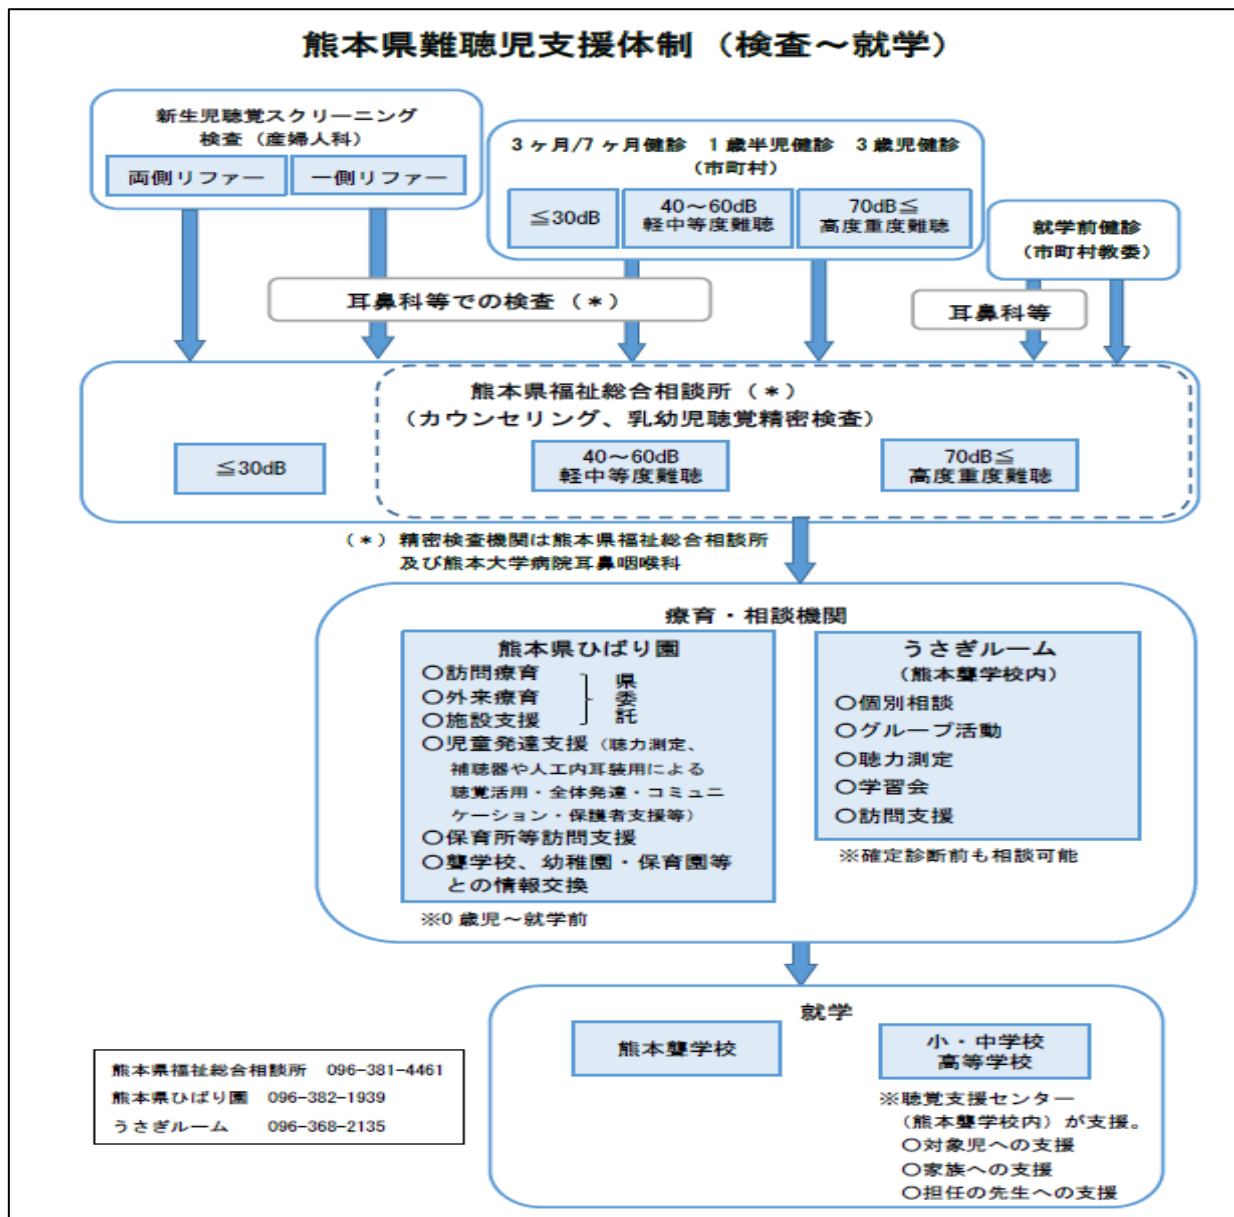 熊本県難聴児支援体制（検査～就学）
新生児聴覚スクリーニング
検査（産婦人科）
両側リファー
一側リファー
3ヶ月/7ヶ月健診　1歳半児健診　3歳児健診
（市町村）
≦30dB
40～60dB
軽中等度難聴
70dB≦
高度重度難聴
就学前健診
（市町村教委）
耳鼻科等での検査（*）
耳鼻科等
熊本県福祉総合相談所（*）
（カウンセリング、乳幼児聴覚精密検査）
≦30dB
40～60dB
軽中等度難聴
70dB≦
高度重度難聴
（*）精密検査機関は熊本県福祉総合相談所
及び熊本大学病院耳鼻咽喉科
療育・相談機関
熊本県ひばり園
〇訪問療育
〇外来療育
〇施設支援
県委託
〇児童発達支援（聴力測定、
補聴器や人工内耳装用による
聴覚活用・全体発達・コミュニ
ケーション・保護者支援等）
〇保育所等訪問支援
〇聾学校、幼稚園・保育園等
との情報交換
※0歳児～就学前
うさぎルーム
（熊本聾学校内）
〇個別相談
〇グループ活動
〇聴力測定
〇学習会
〇訪問支援
※確定診断前も相談可能
就学
熊本聾学校
小・中学校
高等学校
※聴覚支援センター
（熊本聾学校内）が支援。
〇対象児への支援
〇家族への支援
〇担任の先生への支援
熊本県福祉総合相談所　096-381-4461
熊本県ひばり園　096-382-1939
うさぎルーム　096-368-2135